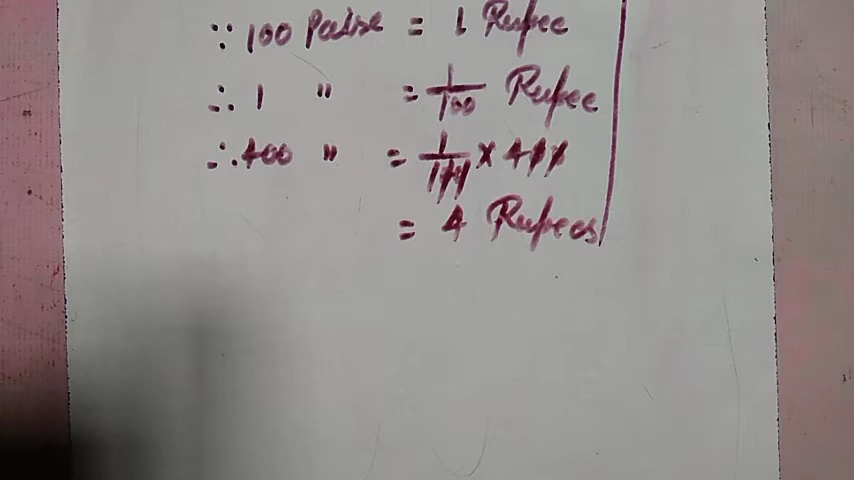 ∵ 100 Paise = 1 Rupee
∴ 1 " = 1/100 Rupee
∴ 400 " = 1/100 × 400
= 4 Rupees